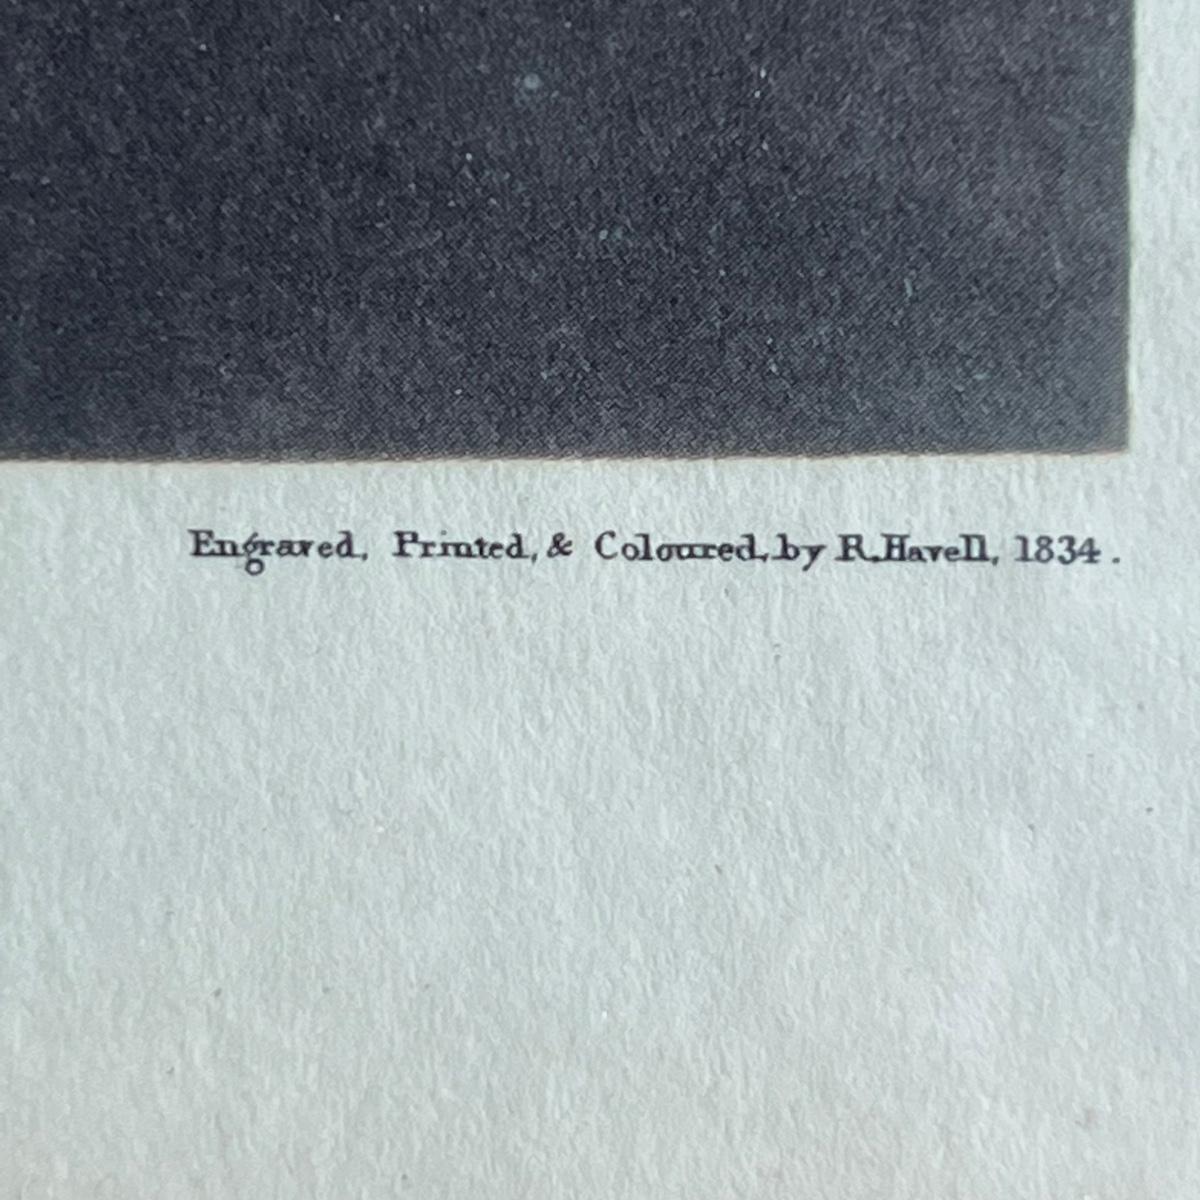 Engraved, Printed, & Coloured, by R. Havell, 1834.